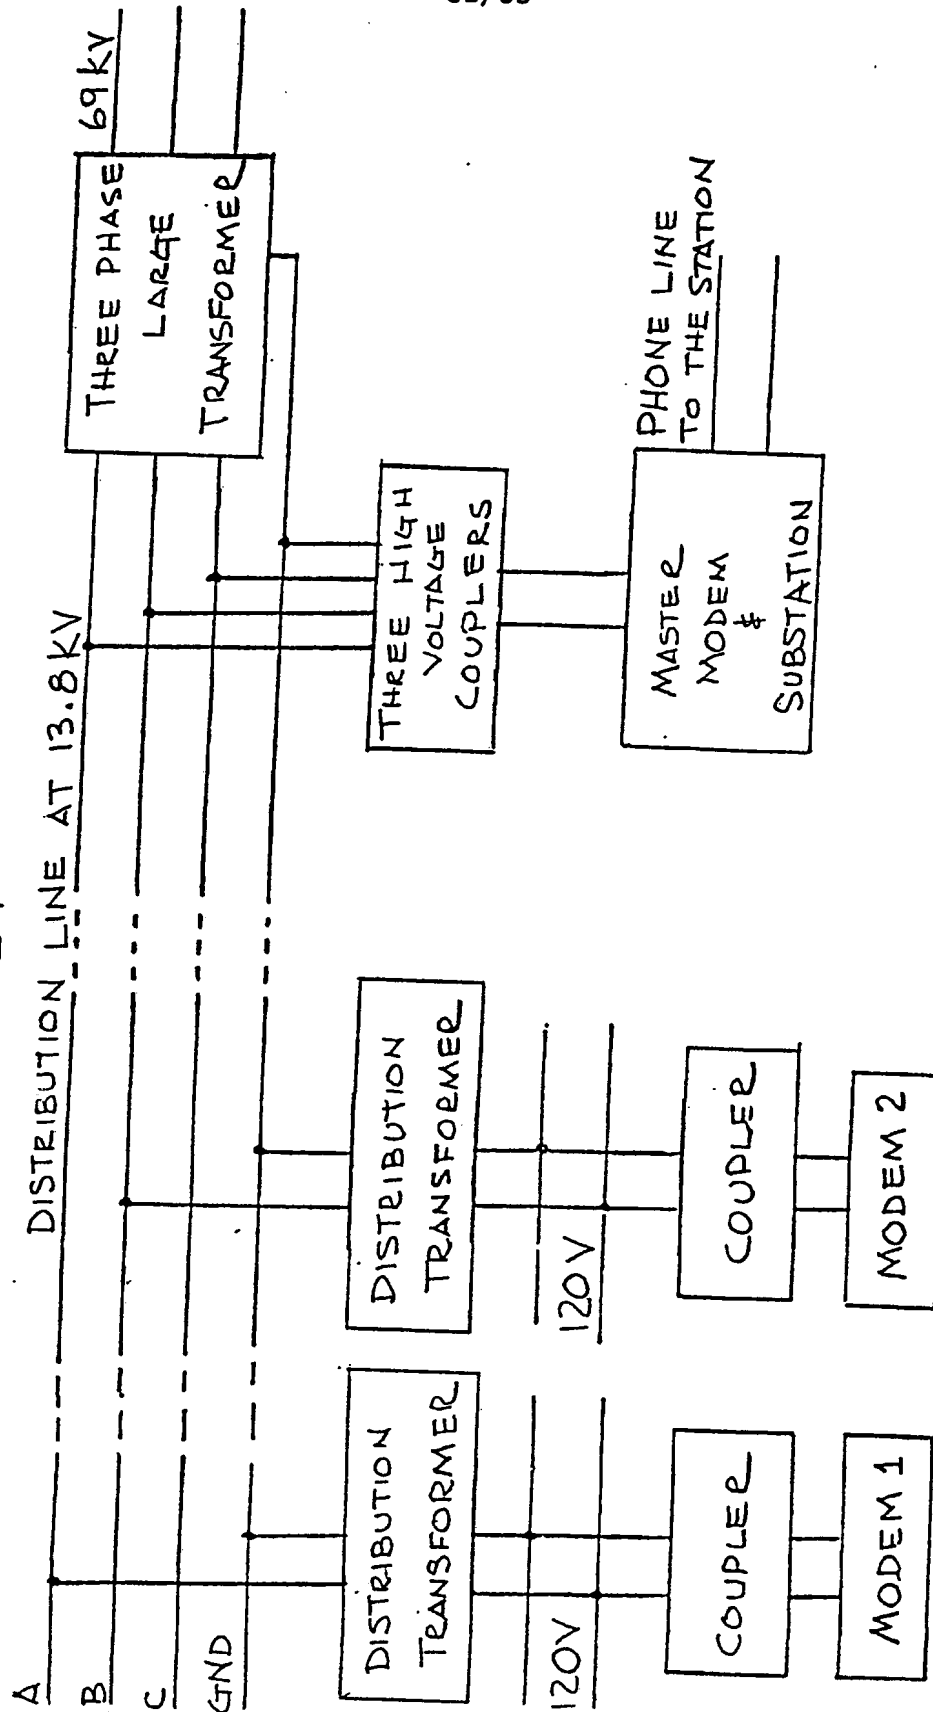 DISTRIBUTION LINE AT 13.8KV
69KV
A
B
C
GND
THREE PHASE
LARGE
TRANSFORMER
DISTRIBUTION
TRANSFORMER
DISTRIBUTION
TRANSFORMER
THREE HIGH
VOLTAGE
COUPLERS
PHONE LINE
TO THE STATION
120V
120V
COUPLER
COUPLER
MASTER
MODEM
&
SUBSTATION
MODEM 1
MODEM 2